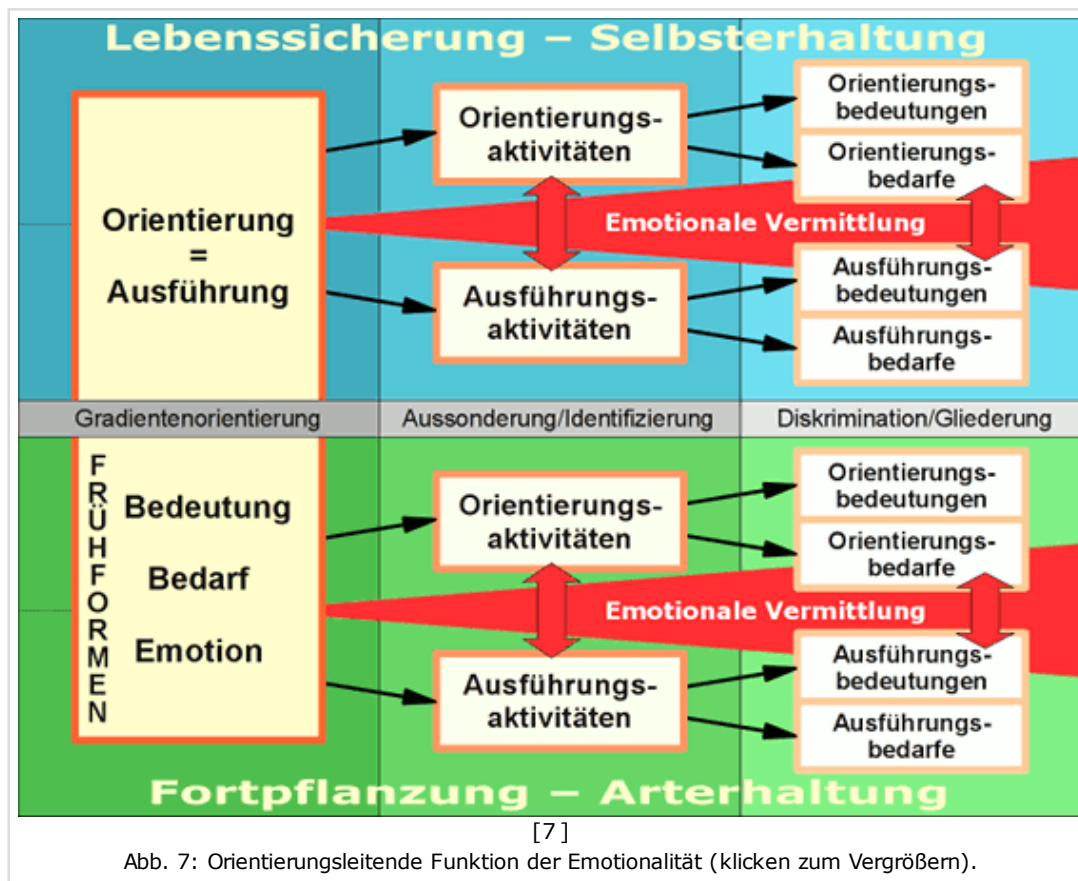 Lebenssicherung – Selbsterhaltung
Orientierung
=
Ausführung
Orientierungs-
aktivitäten
Ausführungs-
aktivitäten
Orientierungs-
bedeutungen
Orientierungs-
bedarfe
Emotionale Vermittlung
Ausführungs-
bedeutungen
Ausführungs-
bedarfe
Gradientenorientierung
Aussonderung/Identifizierung
Diskrimination/Gliederung
FRÜHFORMEN
Bedeutung
Bedarf
Emotion
Orientierungs-
aktivitäten
Ausführungs-
aktivitäten
Orientierungs-
bedeutungen
Orientierungs-
bedarfe
Emotionale Vermittlung
Ausführungs-
bedeutungen
Ausführungs-
bedarfe
Fortpflanzung – Arterhaltung
[7]
Abb. 7: Orientierungsleitende Funktion der Emotionalität (klicken zum Vergrößern).